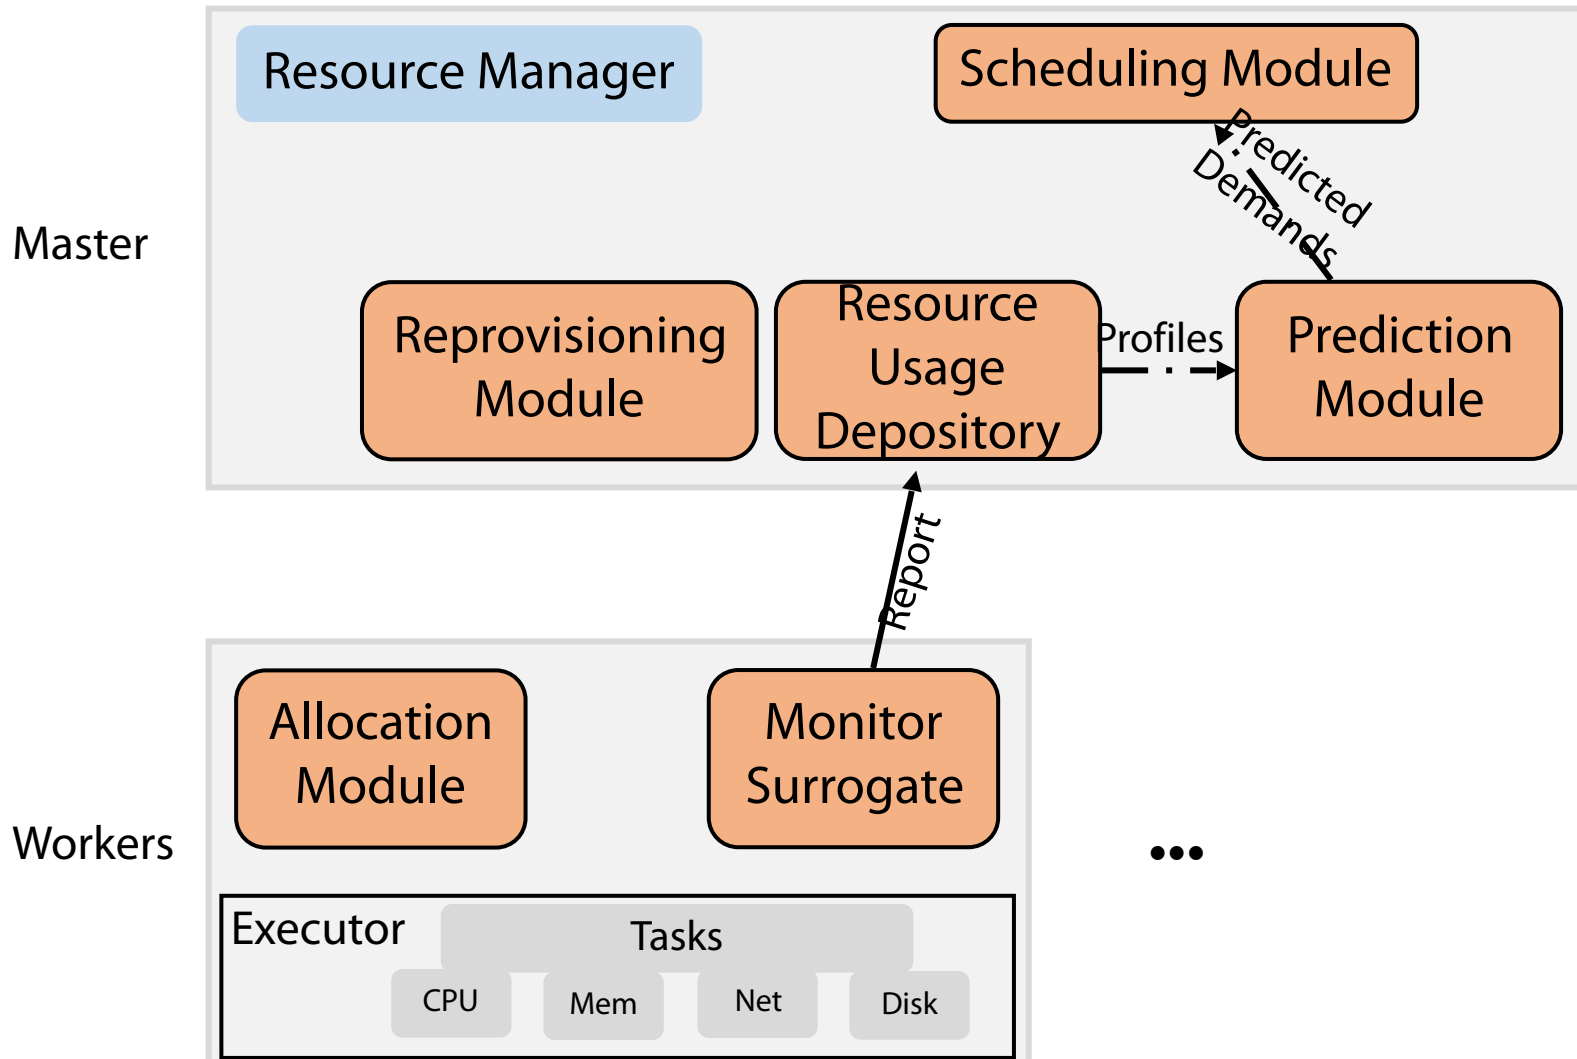 Resource Manager
Scheduling Module
Predicted
Demands
Master
Reprovisioning
Module
Resource
Usage
Depository
Profiles
Prediction
Module
Report
Allocation
Module
Monitor
Surrogate
Workers
•••
Executor
Tasks
CPU
Mem
Net
Disk